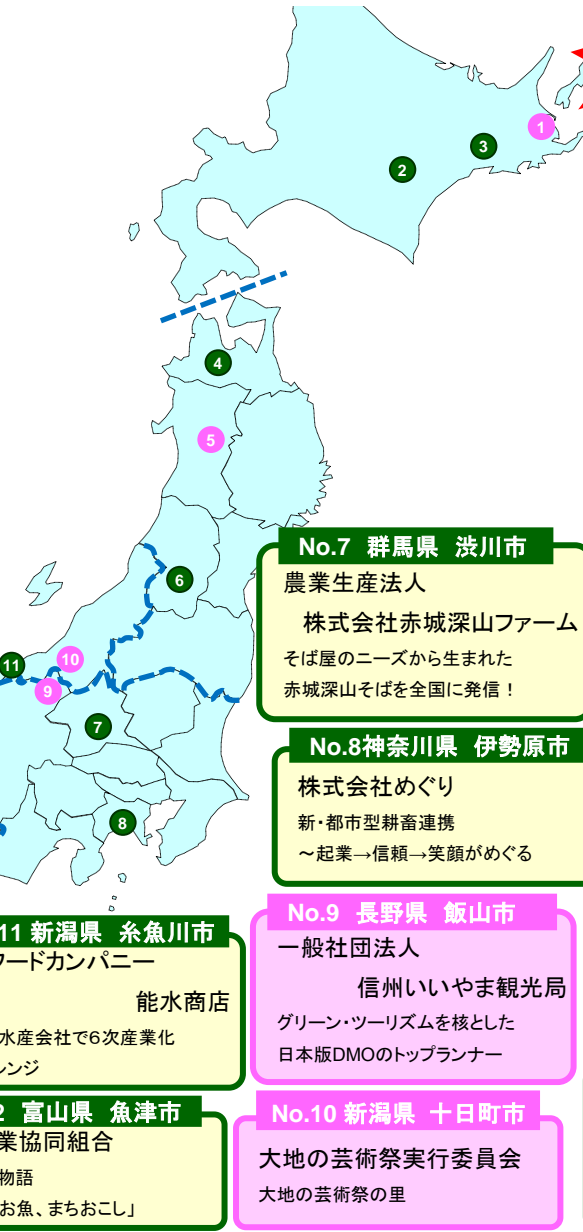 1
3
2
4
5
6
11
10
9
7
8
No.7 群馬県 渋川市
農業生産法人
株式会社赤城深山ファーム
そば屋のニーズから生まれた
赤城深山そばを全国に発信！
No.8神奈川県 伊勢原市
株式会社めぐり
新・都市型耕畜連携
～起業→信頼→笑顔がめぐる
No.9 長野県 飯山市
一般社団法人
信州いいやま観光局
グリーン・ツーリズムを核とした
日本版DMOのトップランナー
No.10 新潟県 十日町市
大地の芸術祭実行委員会
大地の芸術祭の里
11 新潟県 糸魚川市
ードカンパニー
能水商店
水産会社で6次産業化
レンジ
2 富山県 魚津市
業協同組合
物語
お魚、まちおこし」